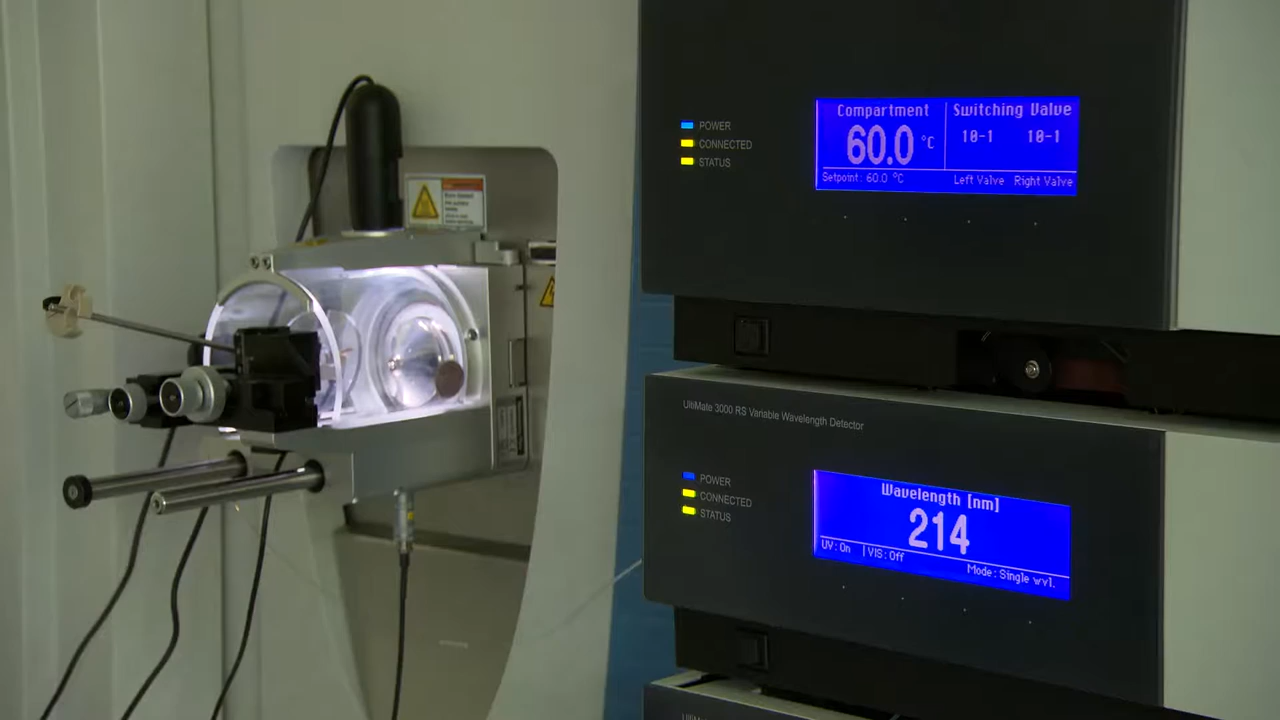 Compartment
60.0 °C
Setpoint: 60.0 °C
Switching Valve
10-1 10-1
Left Valve Right Valve
POWER
CONNECTED
STATUS
UltiMate 3000 RS Variable Wavelength Detector
POWER
CONNECTED
STATUS
Wavelength [nm]
214
UV: On | VIS: Off
Mode: Single wvl.